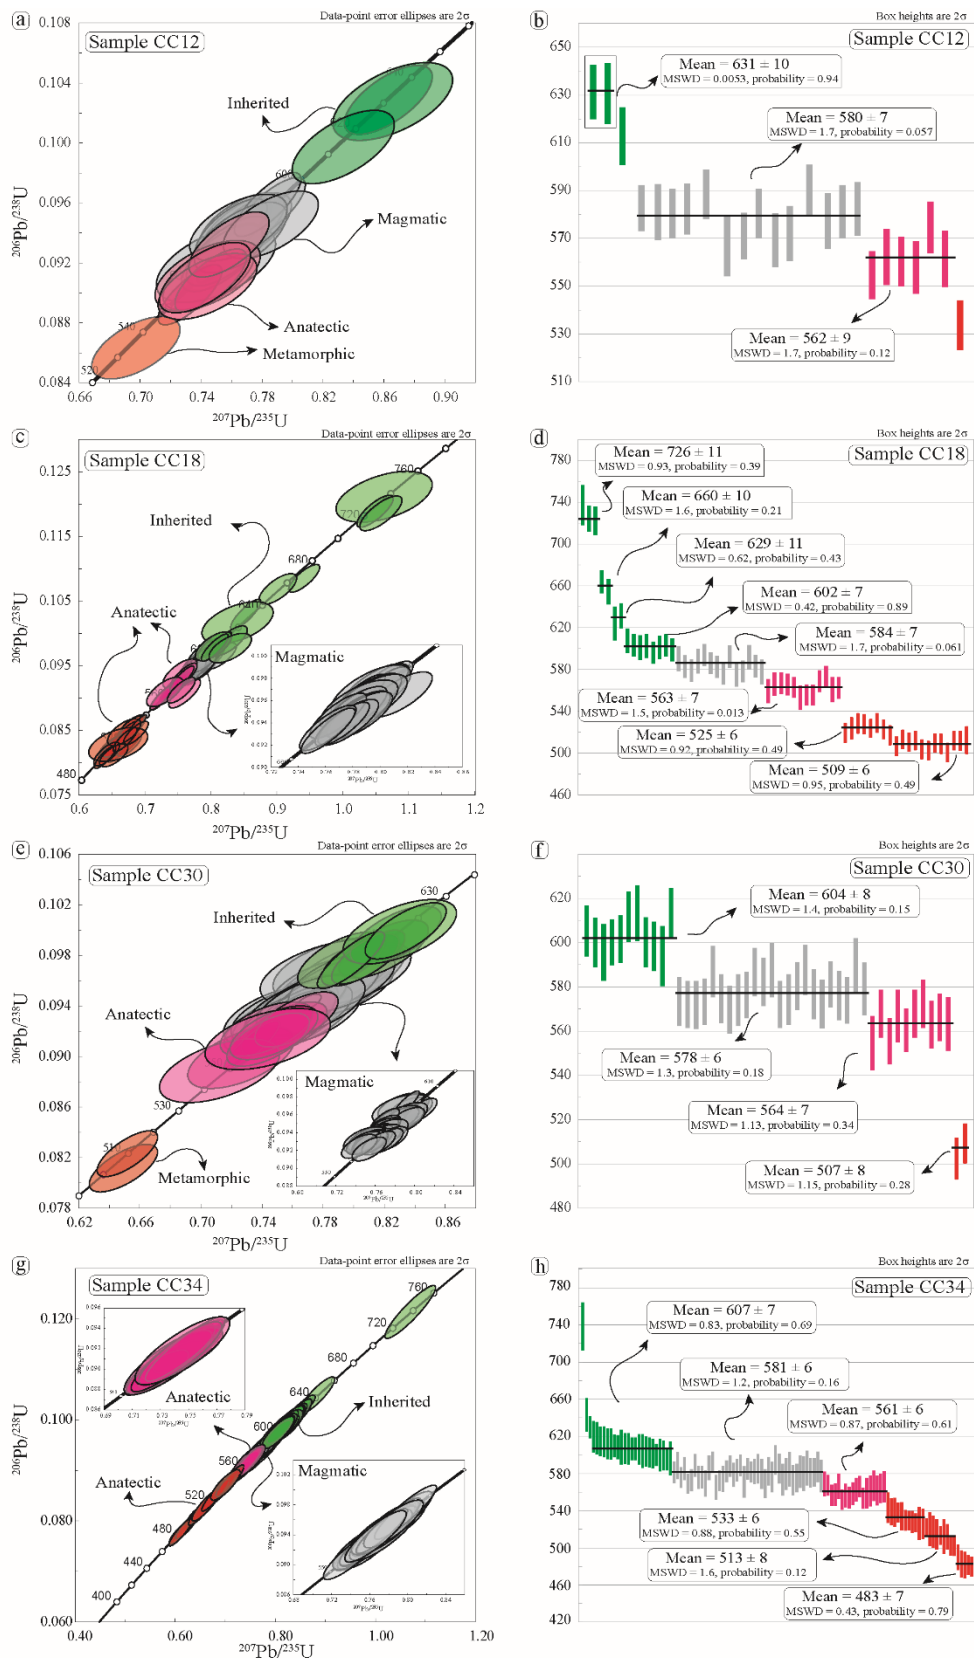 a
Data-point error ellipses are 2σ
Sample CC12
0.108
0.104
0.100
0.096
0.092
0.088
0.084
206Pb/238U
Inherited
Magmatic
Anatectic
Metamorphic
540
520
0.66
0.70
0.74
0.78
0.82
0.86
0.90
207Pb/235U
b
Box heights are 2σ
Sample CC12
660
630
610
590
570
550
530
510
Mean = 631 ± 10
MSWD = 0.0053, probability = 0.94
Mean = 580 ± 7
MSWD = 1.7, probability = 0.057
Mean = 562 ± 9
MSWD = 1.7, probability = 0.12
c
Data-point error ellipses are 2σ
Sample CC18
0.125
0.115
0.105
0.095
0.085
0.075
206Pb/238U
760
720
680
480
Inherited
Anatectic
Magmatic
0.6
0.7
0.8
0.9
1.0
1.1
1.2
207Pb/235U
d
Box heights are 2σ
Sample CC18
780
740
700
660
620
580
540
500
460
Mean = 726 ± 11
MSWD = 0.93, probability = 0.39
Mean = 660 ± 10
MSWD = 1.6, probability = 0.21
Mean = 629 ± 11
MSWD = 0.62, probability = 0.43
Mean = 602 ± 7
MSWD = 0.42, probability = 0.89
Mean = 584 ± 7
MSWD = 1.7, probability = 0.061
Mean = 563 ± 7
MSWD = 1.5, probability = 0.013
Mean = 525 ± 6
MSWD = 0.92, probability = 0.49
Mean = 509 ± 6
MSWD = 0.95, probability = 0.49
e
Data-point error ellipses are 2σ
Sample CC30
0.106
0.102
0.098
0.094
0.090
0.086
0.082
0.078
206Pb/238U
630
530
510
Inherited
Anatectic
Magmatic
Metamorphic
0.62
0.66
0.70
0.74
0.78
0.82
0.86
207Pb/235U
f
Box heights are 2σ
Sample CC30
620
600
580
560
540
520
500
480
Mean = 604 ± 8
MSWD = 1.4, probability = 0.15
Mean = 578 ± 6
MSWD = 1.3, probability = 0.18
Mean = 564 ± 7
MSWD = 1.13, probability = 0.34
Mean = 507 ± 8
MSWD = 1.15, probability = 0.28
g
Data-point error ellipses are 2σ
Sample CC34
0.120
0.100
0.080
0.060
206Pb/238U
760
720
680
640
600
560
520
480
440
400
Anatectic
Inherited
Magmatic
Anatectic
0.40
0.60
0.80
1.00
1.20
207Pb/235U
h
Box heights are 2σ
Sample CC34
780
740
700
660
620
580
540
500
460
420
Mean = 607 ± 7
MSWD = 0.83, probability = 0.69
Mean = 581 ± 6
MSWD = 1.2, probability = 0.16
Mean = 561 ± 6
MSWD = 0.87, probability = 0.61
Mean = 533 ± 6
MSWD = 0.88, probability = 0.55
Mean = 513 ± 8
MSWD = 1.6, probability = 0.12
Mean = 483 ± 7
MSWD = 0.43, probability = 0.79